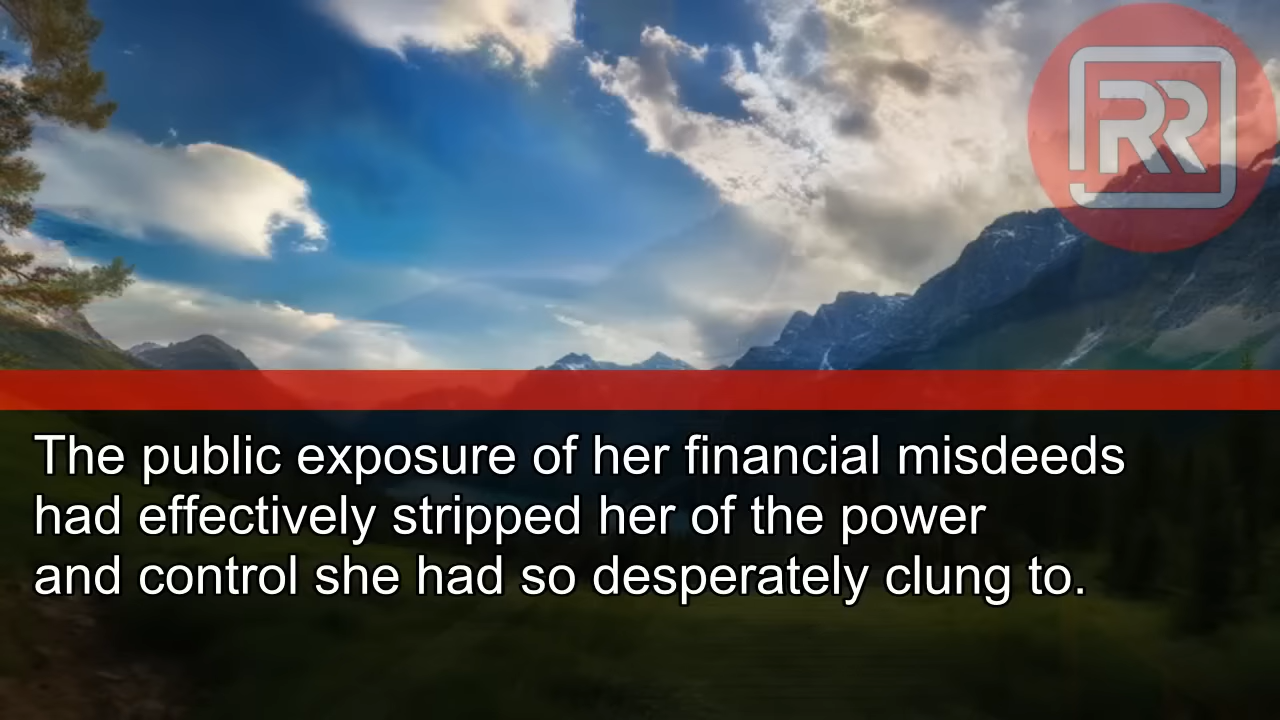 RR
The public exposure of her financial misdeeds
had effectively stripped her of the power
and control she had so desperately clung to.